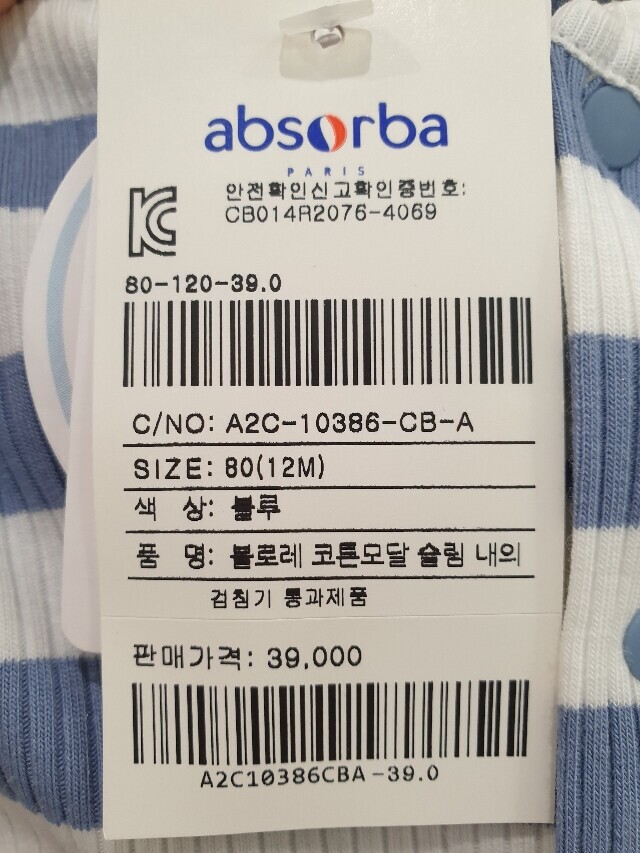 absorba
PARIS
안전확인신고확인증번호:
CB014R2076-4069
80-120-39.0
C/NO: A2C-10386-CB-A
SIZE: 80(12M)
색 상: 블루
품 명: 볼로레 코튼모달 슬림 내의
검침기 통과제품
판매가격: 39,000
A2C10386CBA-39.0